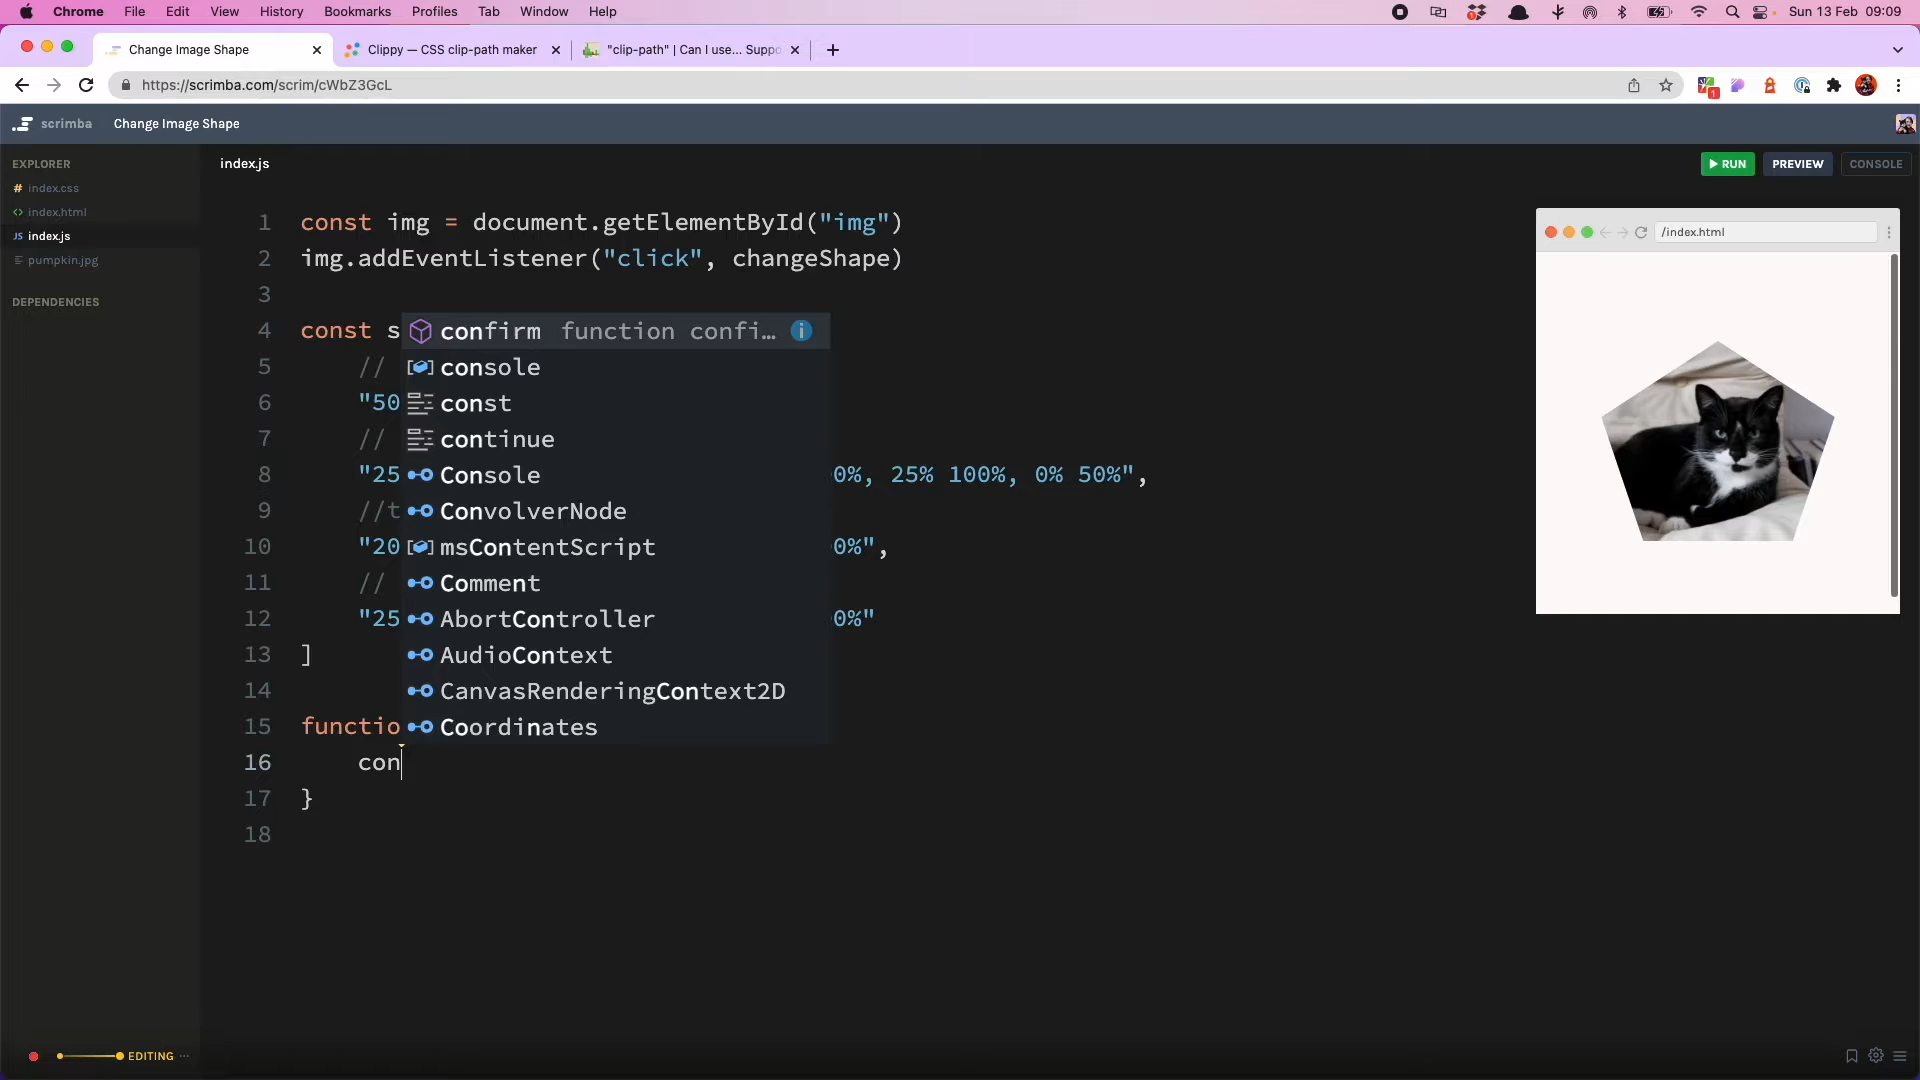 Chrome File Edit View History Bookmarks Profiles Tab Window Help Sun 13 Feb 09:09
Change Image Shape Clippy — CSS clip-path maker "clip-path" | Can I use... Suppo
https://scrimba.com/scrim/cWbZ3GcL 1
scrimba Change Image Shape
EXPLORER
# index.css
<> index.html
JS index.js
pumpkin.jpg
DEPENDENCIES
index.js
RUN PREVIEW CONSOLE
1 const img = document.getElementById("img")
2 img.addEventListener("click", changeShape)
3
4 const s
5 //
6 "50
7 //
8 "25 0%, 25% 100%, 0% 50%",
9 //t
10 "20 0%",
11 //
12 "25 0%"
13 ]
14
15 functio
16 con
17 }
18
confirm function confi...
console
const
continue
Console
ConvolverNode
msContentScript
Comment
AbortController
AudioContext
CanvasRenderingContext2D
Coordinates
/index.html
EDITING ...